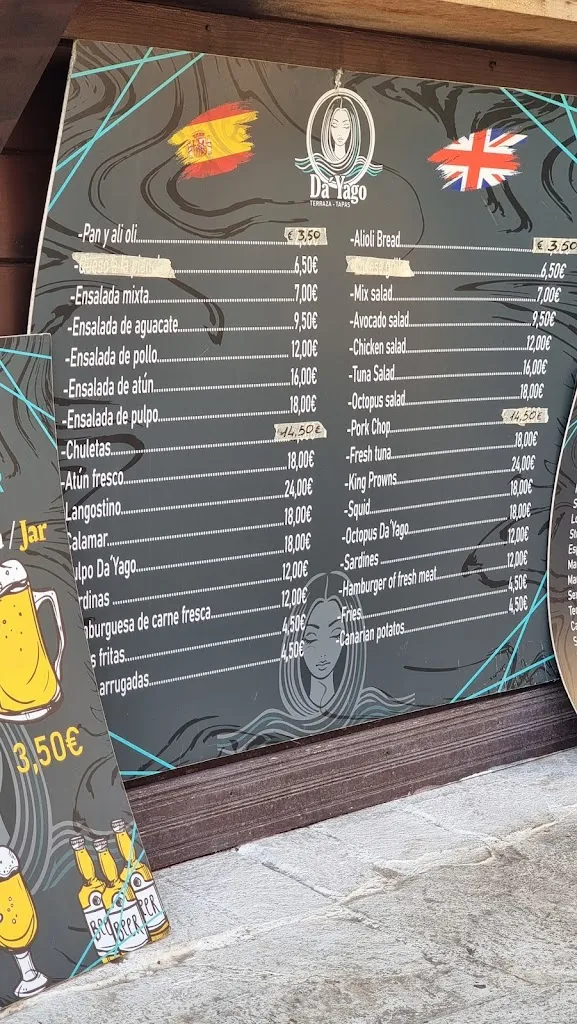 Da'Yago
TERRAZA - TAPAS
-Pan y ali oli € 3,50
6,50€
-Ensalada mixta 7,00€
-Ensalada de aguacate 9,50€
-Ensalada de pollo 12,00€
-Ensalada de atún 16,00€
-Ensalada de pulpo 18,00€
-Chuletas 14,50€
Atún fresco 18,00€
Langostino 24,00€
alamar 18,00€
ulpo Da'Yago 18,00€
rdinas 12,00€
mburguesa de carne fresca 12,00€
s fritas 4,50€
arrugadas 4,50€
-Alioli Bread € 3,50
6,50€
-Mix salad 7,00€
-Avocado salad 9,50€
-Chicken salad 12,00€
-Tuna Salad 16,00€
-Octopus salad 18,00€
-Pork Chop 14,50€
-Fresh tuna 18,00€
-King Prowns 24,00€
-Squid 18,00€
-Octopus Da'Yago 18,00€
-Sardines 12,00€
-Hamburger of fresh meat 12,00€
-Fries 4,50€
-Canarian potatos 4,50€
/ Jar
3,50€
BEER
BEER